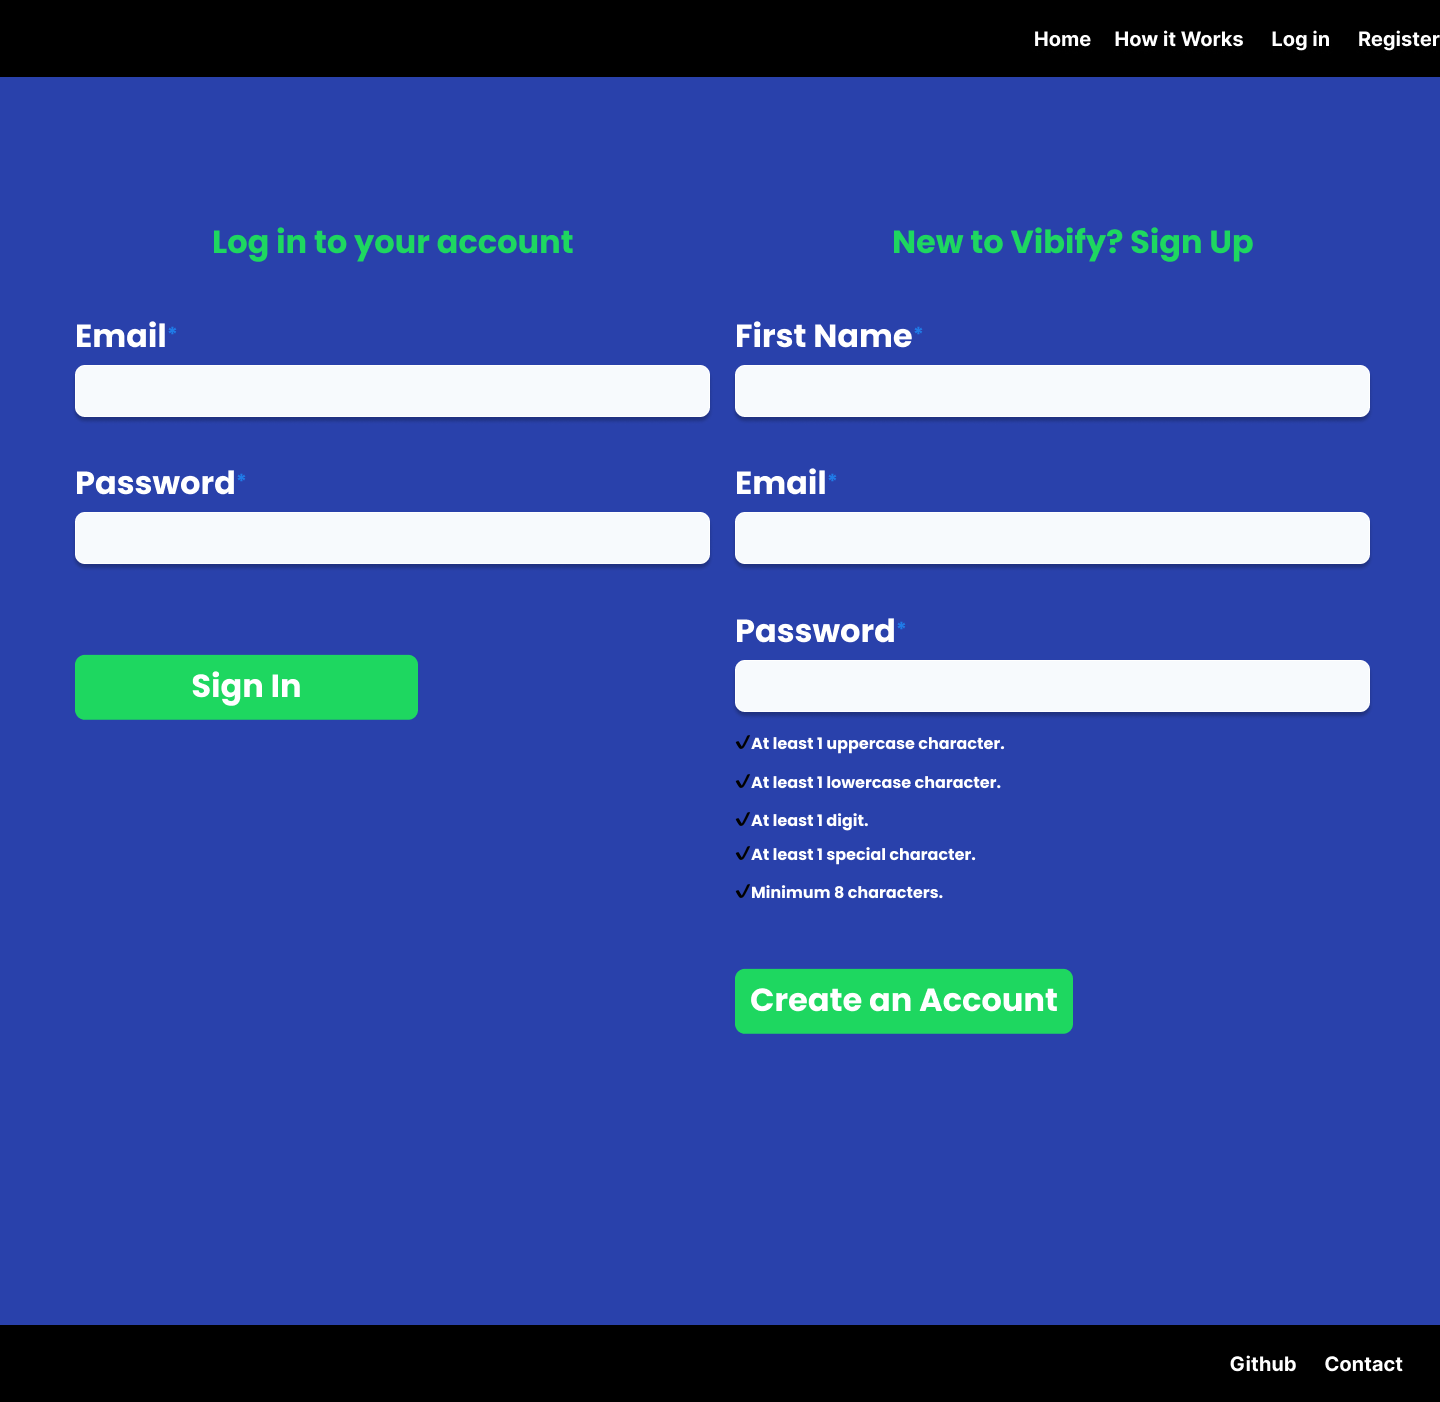 Home How it Works Log in Register
Log in to your account
Email*
Password*
Sign In
New to Vibify? Sign Up
First Name*
Email*
Password*
✔At least 1 uppercase character.
✔At least 1 lowercase character.
✔At least 1 digit.
✔At least 1 special character.
✔Minimum 8 characters.
Create an Account
Github Contact